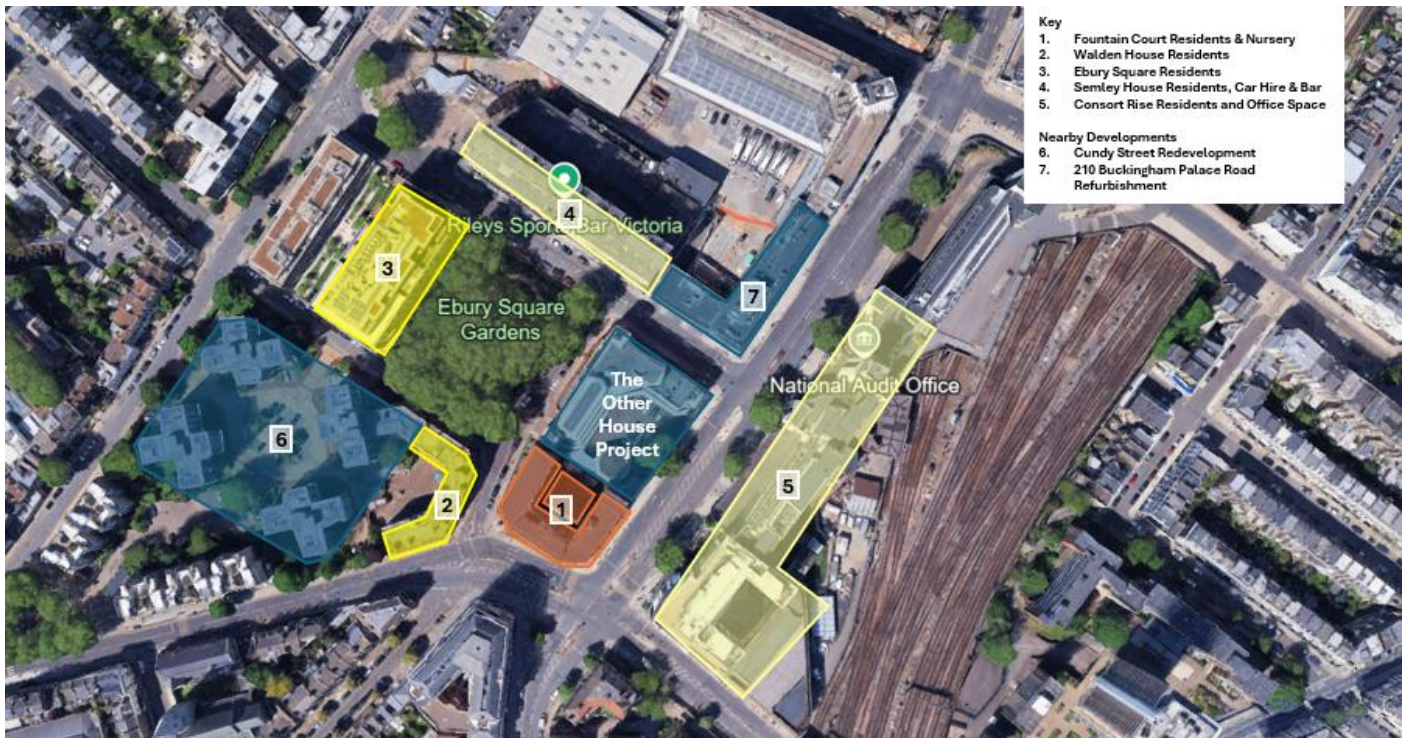 Key
1. Fountain Court Residents & Nursery
2. Walden House Residents
3. Ebury Square Residents
4. Semley House Residents, Car Hire & Bar
5. Consort Rise Residents and Office Space
Nearby Developments
6. Cundy Street Redevelopment
7. 210 Buckingham Palace Road
Refurbishment
4
Rileys Sports Bar Victoria
3
7
Ebury Square
Gardens
The
Other
House
Project
National Audit Office
6
5
2
1